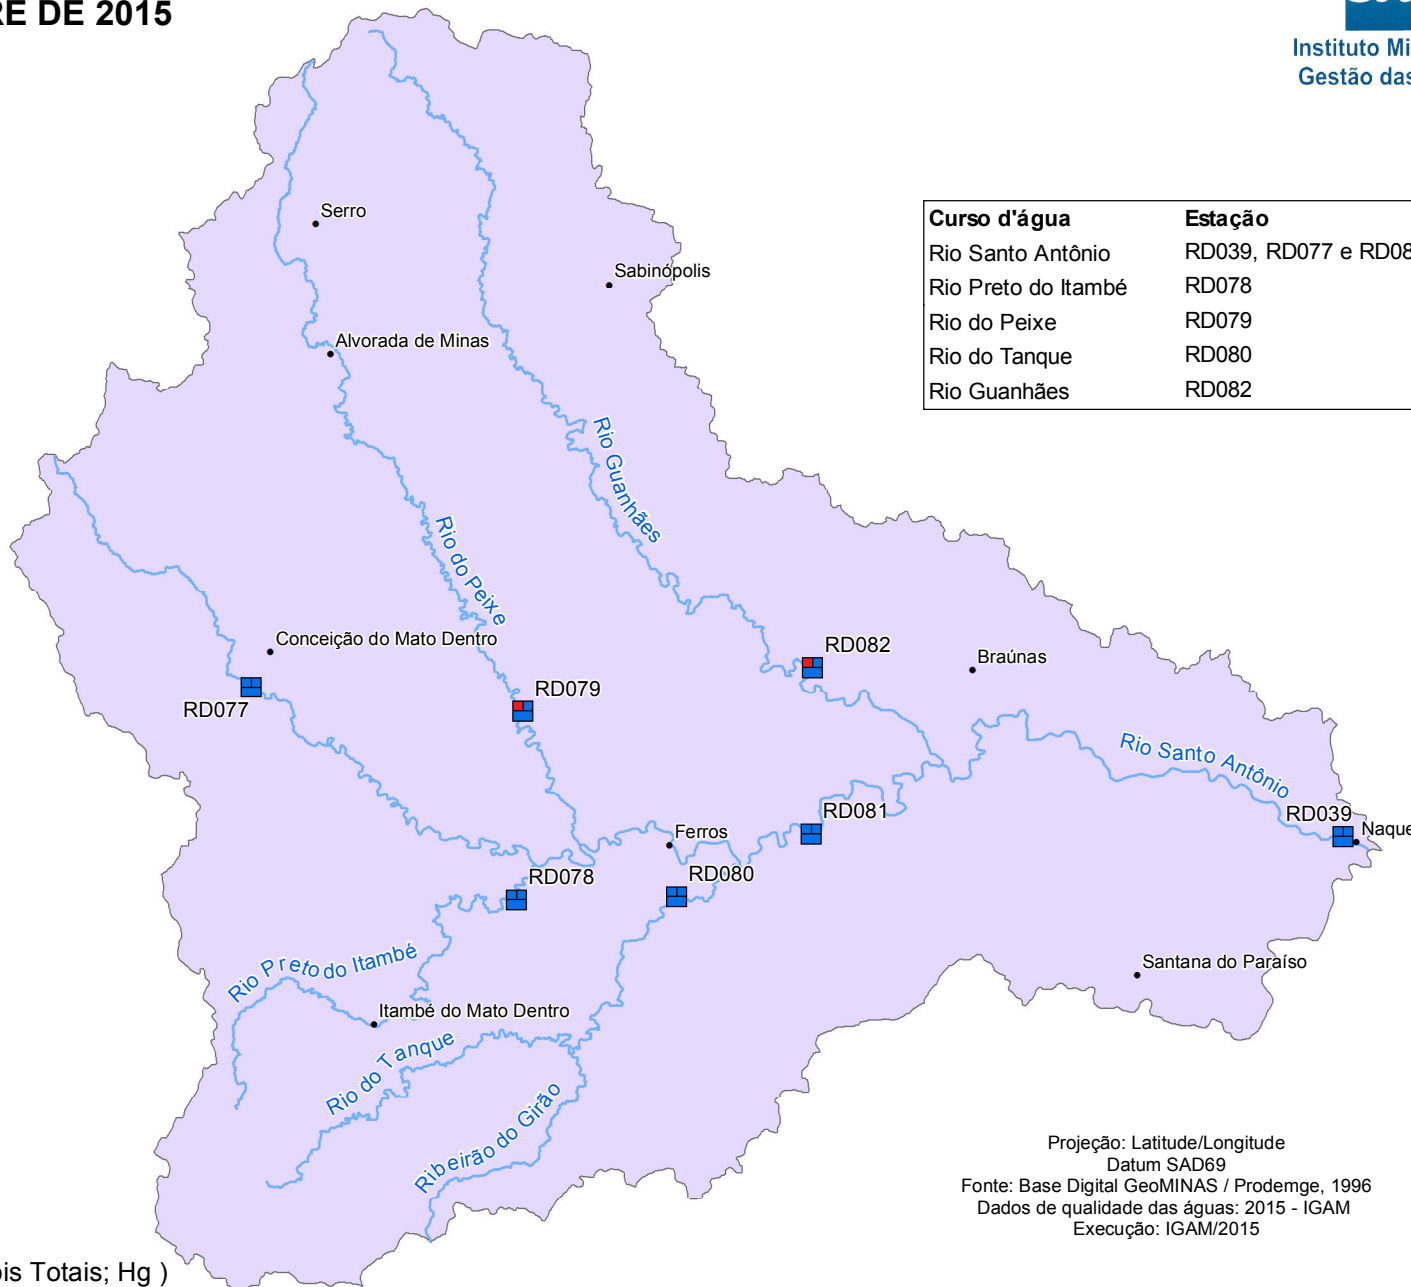 RE DE 2015
Instituto Mi
Gestão das
Serro
Sabinópolis
Curso d'água Estação
Rio Santo Antônio RD039, RD077 e RD08
Rio Preto do Itambé RD078
Rio do Peixe RD079
Rio do Tanque RD080
Rio Guanhães RD082
Alvorada de Minas
Rio Guanhães
Rio do Peixe
Conceição do Mato Dentro
RD082
Braúnas
RD079
RD077
Rio Santo Antônio
RD081
RD039
Ferros
Naque
RD078
RD080
Rio Preto do Itambé
Santana do Paraíso
Itambé do Mato Dentro
Rio do Tanque
Ribeirão do Girão
Projeção: Latitude/Longitude
Datum SAD69
Fonte: Base Digital GeoMINAS / Prodemge, 1996
Dados de qualidade das águas: 2015 - IGAM
Execução: IGAM/2015
is Totais; Hg )